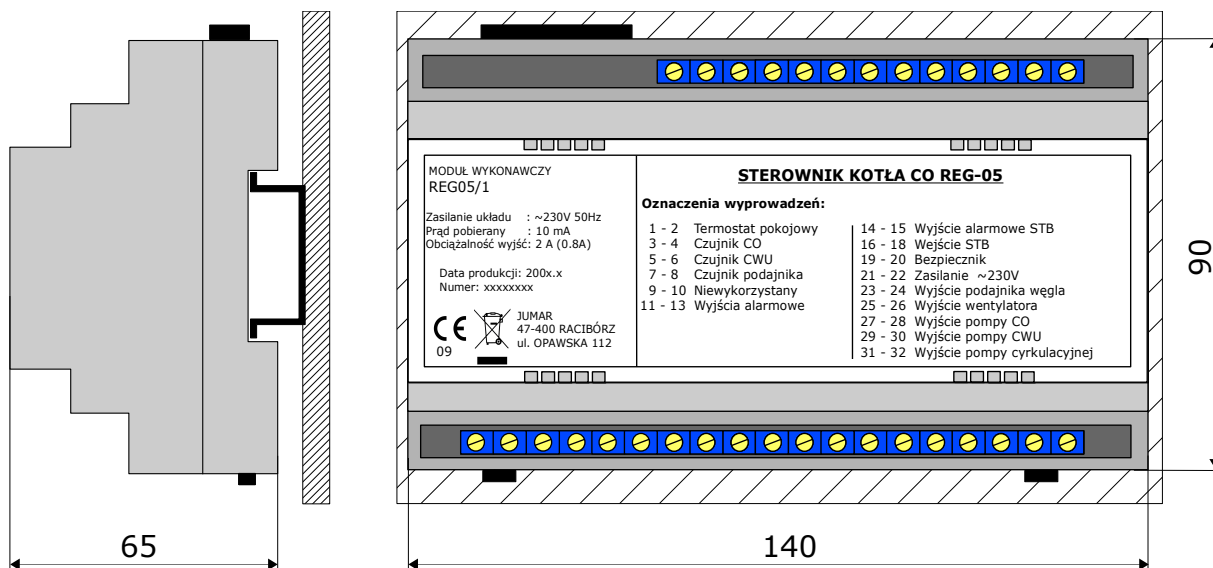 MODUŁ WYKONAWCZY
REG05/1
Zasilanie układu : ~230V 50Hz
Prąd pobierany : 10 mA
Obciążalność wyjść: 2 A (0.8A)
Data produkcji: 200x.x
Numer: xxxxxxxx
CE
09
JUMAR
47-400 RACIBÓRZ
ul. OPAWSKA 112
STEROWNIK KOTŁA CO REG-05
Oznaczenia wyprowadzeń:
1 - 2 Termostat pokojowy
3 - 4 Czujnik CO
5 - 6 Czujnik CWU
7 - 8 Czujnik podajnika
9 - 10 Niewykorzystany
11 - 13 Wyjścia alarmowe
14 - 15 Wyjście alarmowe STB
16 - 18 Wejście STB
19 - 20 Bezpiecznik
21 - 22 Zasilanie ~230V
23 - 24 Wyjście podajnika węgla
25 - 26 Wyjście wentylatora
27 - 28 Wyjście pompy CO
29 - 30 Wyjście pompy CWU
31 - 32 Wyjście pompy cyrkulacyjnej
90
65
140